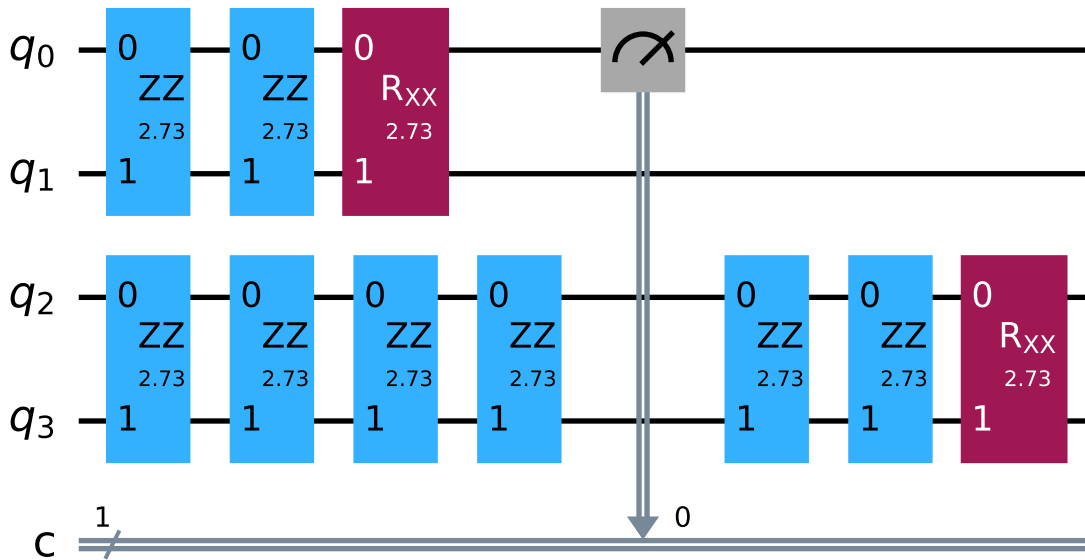 q0 0 0 0
ZZ ZZ RXX
2.73 2.73 2.73
q1 1 1 1
q2 0 0 0 0 0 0 0
ZZ ZZ ZZ ZZ ZZ ZZ RXX
2.73 2.73 2.73 2.73 2.73 2.73 2.73
q3 1 1 1 1 1 1 1
1 0
c